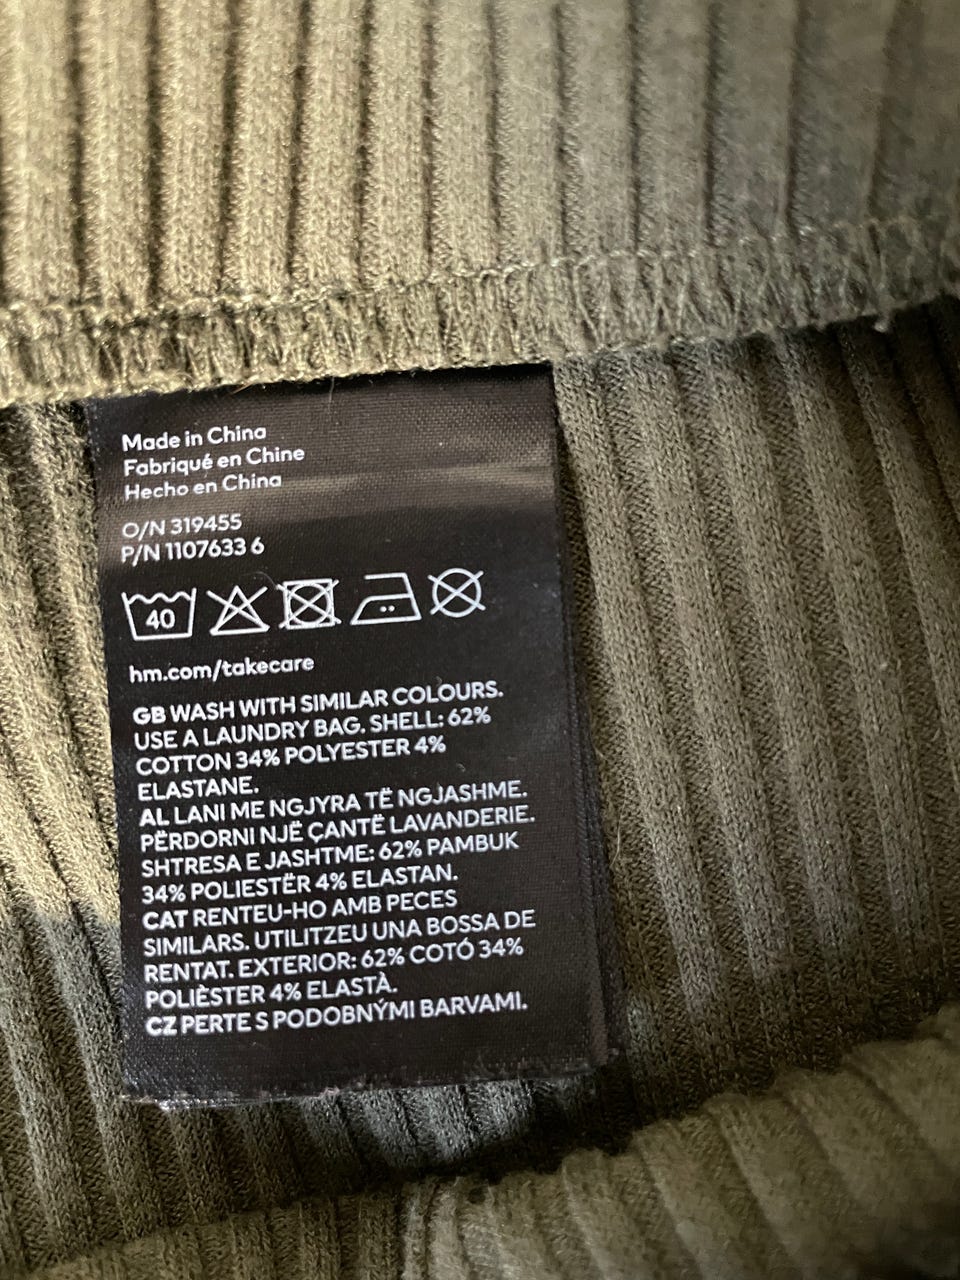 Made in China
Fabriqué en Chine
Hecho en China
O/N 319455
P/N 1107633 6
40
hm.com/takecare
GB WASH WITH SIMILAR COLOURS.
USE A LAUNDRY BAG. SHELL: 62%
COTTON 34% POLYESTER 4%
ELASTANE.
AL LANI ME NGJYRA TË NGJASHME.
PËRDORNI NJË ÇANTË LAVANDERIE.
SHTRESA E JASHTME: 62% PAMBUK
34% POLIESTËR 4% ELASTAN.
CAT RENTEU-HO AMB PECES
SIMILARS. UTILITZEU UNA BOSSA DE
RENTAT. EXTERIOR: 62% COTÓ 34%
POLIÈSTER 4% ELASTÀ.
CZ PERTE S PODOBNÝMI BARVAMI.